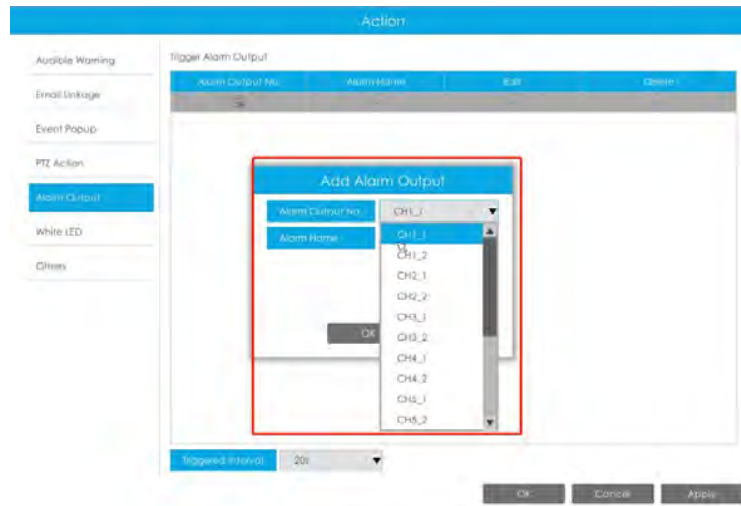 Action
Audible Warning
Email Linkage
Event Popup
PTZ Action
Alarm Output
White LED
Others
Trigger Alarm Output
Alarm Output No.
Alarm Name
Edit
Delete
Add Alarm Output
Alarm Output No.
CH1_1
Alarm Name
CH1_1
CH1_2
CH2_1
CH2_2
CH3_1
CH3_2
CH4_1
CH4_2
CH5_1
CH5_2
OK
Triggered Interval
20s
OK
Cancel
Apply